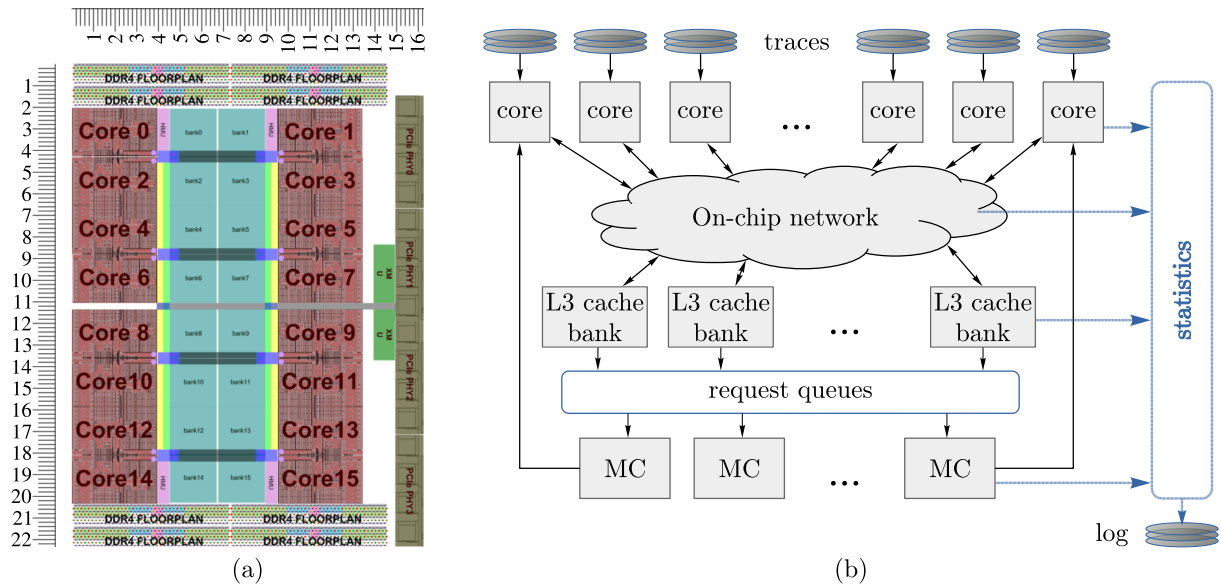 1 2 3 4 5 6 7 8 9 10 11 12 13 14 15 16
1 2 3 4 5 6 7 8 9 10 11 12 13 14 15 16 17 18 19 20 21 22
DDR4 FLOORPLAN DDR4 FLOORPLAN
DDR4 FLOORPLAN DDR4 FLOORPLAN
Core 0 HMU bank0 bank1 HMU Core 1
PCIe PHY0
Core 2 bank2 bank3 Core 3
Core 4 bank4 bank5 Core 5
PCIe PHY1
Core 6 bank6 bank7 Core 7
XM
U
Core 8 bank8 bank9 Core 9
XM
U
PCIe PHY2
Core10 bank10 bank11 Core11
Core12 bank12 bank13 Core13
Core14 HMU bank14 bank15 HMU Core15
PCIe PHY3
DDR4 FLOORPLAN DDR4 FLOORPLAN
DDR4 FLOORPLAN DDR4 FLOORPLAN
(a)
traces
core core core ... core core core
On-chip network
L3 cache
bank
L3 cache
bank
...
L3 cache
bank
request queues
MC MC ... MC
statistics
log
(b)